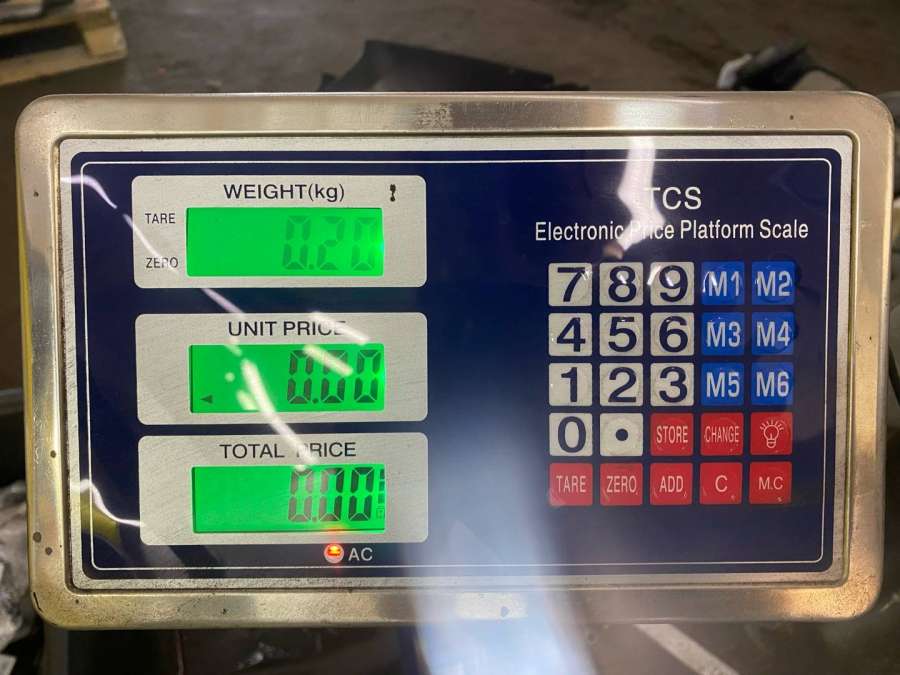 WEIGHT(kg)
TARE
ZERO
0.20
UNIT PRICE
0.00
TOTAL PRICE
0.00
AC
TCS
Electronic Price Platform Scale
7 8 9 M1 M2
4 5 6 M3 M4
1 2 3 M5 M6
0 . STORE CHANGE
TARE ZERO ADD C M.C